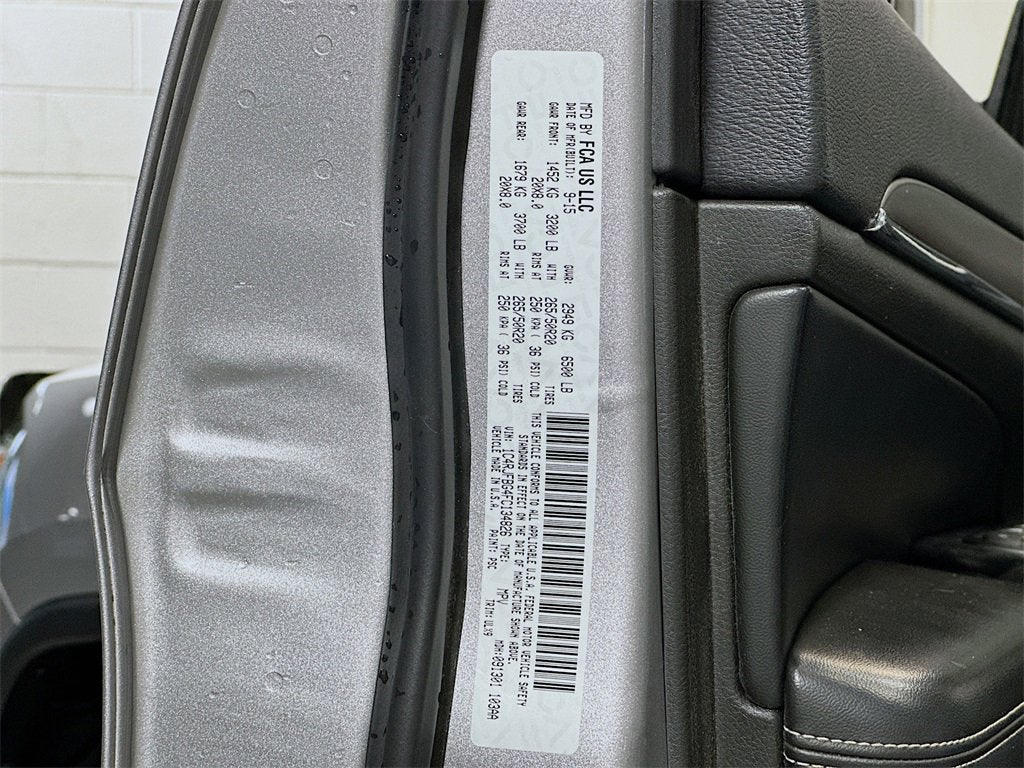 MFD BY FCA US LLC
DATE OF MFR(BUILT): 9-15 GVWR: 2949 KG 6500 LB
GAWR FRONT: 1452 KG 3200 LB WITH 265/50R20 TIRES
20X8.0 RIMS AT 250 KPA ( 36 PSI) COLD
GAWR REAR: 1679 KG 3700 LB WITH 265/50R20 TIRES
20X8.0 RIMS AT 250 KPA ( 36 PSI) COLD
THIS VEHICLE CONFORMS TO ALL APPLICABLE U.S.A. FEDERAL MOTOR VEHICLE SAFETY
STANDARDS IN EFFECT ON THE DATE OF MANUFACTURE SHOWN ABOVE.
VIN: 1C4RJFBG4FC134826 TYPE: MPV MDH:091301 103AA
VEHICLE MADE IN U.S.A. PAINT: PSC TRIM: ULX9